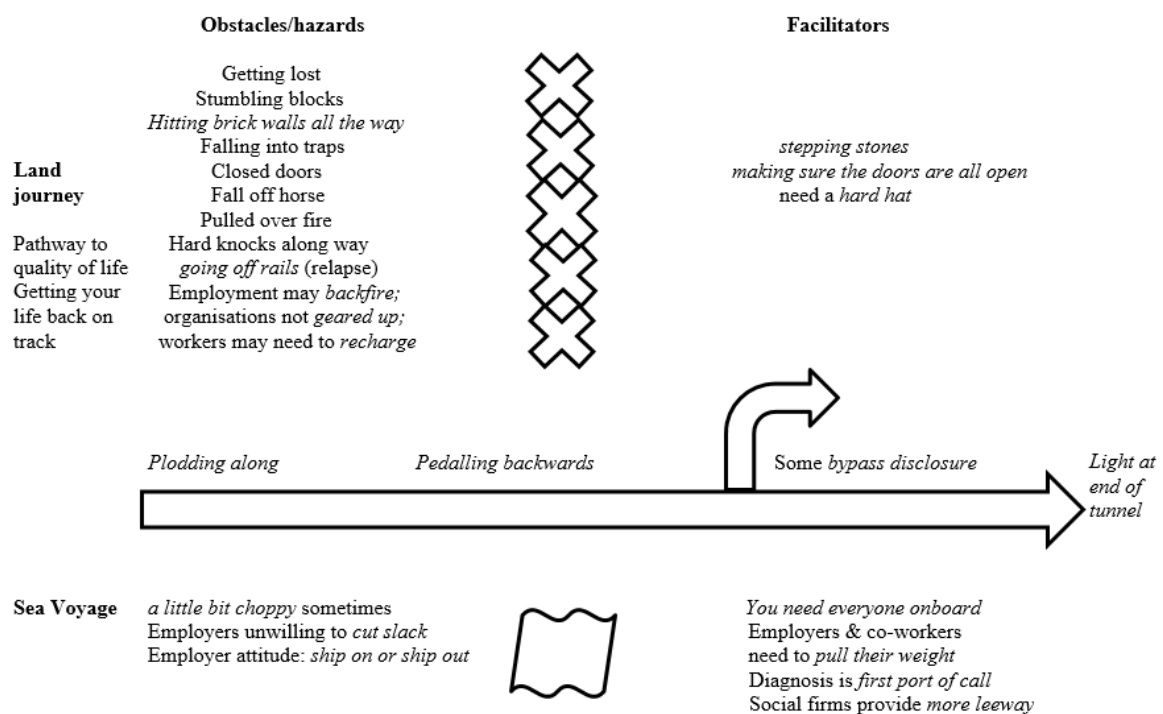 Obstacles/hazards
Facilitators
Getting lost
Stumbling blocks
Hitting brick walls all the way
Falling into traps
Closed doors
Fall off horse
Pulled over fire
Hard knocks along way
going off rails (relapse)
Employment may backfire;
organisations not geared up;
workers may need to recharge
Land
journey
Pathway to
quality of life
Getting your
life back on
track
stepping stones
making sure the doors are all open
need a hard hat
Plodding along
Pedalling backwards
Some bypass disclosure
Light at
end of
tunnel
Sea Voyage
a little bit choppy sometimes
Employers unwilling to cut slack
Employer attitude: ship on or ship out
You need everyone onboard
Employers & co-workers
need to pull their weight
Diagnosis is first port of call
Social firms provide more leeway